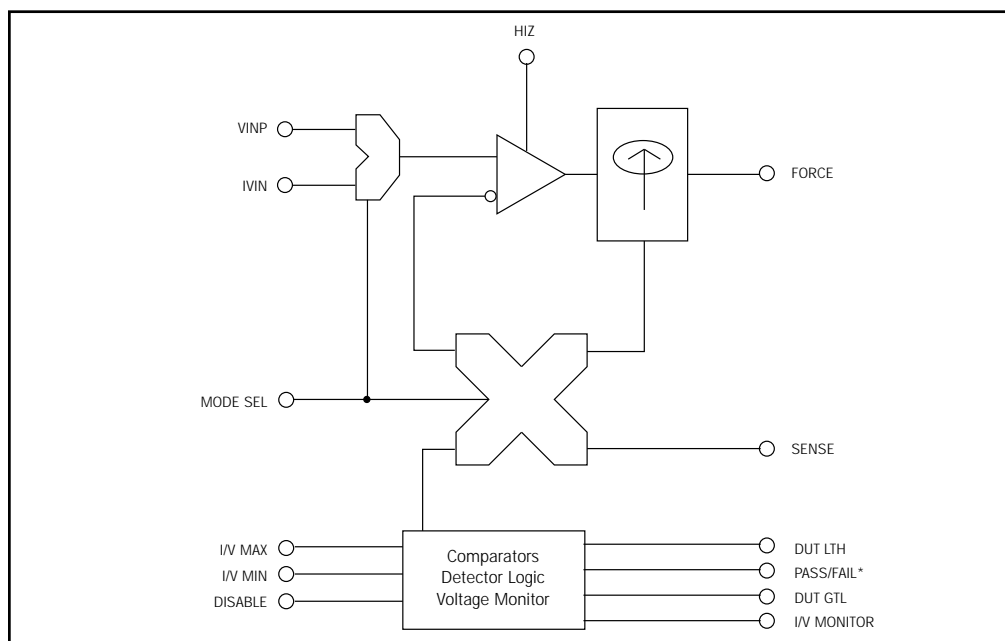 HIZ
VINP
IVIN
FORCE
MODE SEL
SENSE
I/V MAX
I/V MIN
DISABLE
Comparators
Detector Logic
Voltage Monitor
DUT LTH
PASS/FAIL*
DUT GTL
I/V MONITOR